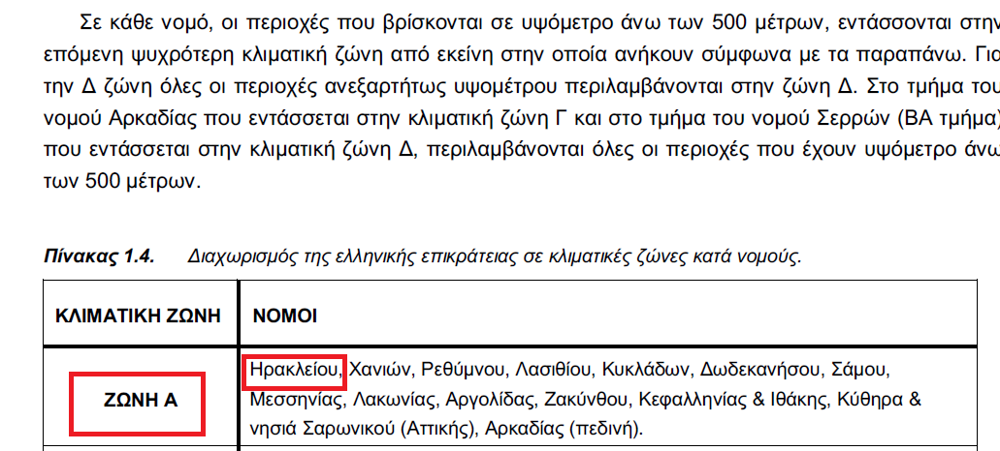 Σε κάθε νομό, οι περιοχές που βρίσκονται σε υψόμετρο άνω των 500 μέτρων, εντάσσονται στην
επόμενη ψυχρότερη κλιματική ζώνη από εκείνη στην οποία ανήκουν σύμφωνα με τα παραπάνω. Για
την Δ ζώνη όλες οι περιοχές ανεξαρτήτως υψομέτρου περιλαμβάνονται στην ζώνη Δ. Στο τμήμα του
νομού Αρκαδίας που εντάσσεται στην κλιματική ζώνη Γ και στο τμήμα του νομού Σερρών (ΒΑ τμήμα)
που εντάσσεται στην κλιματική ζώνη Δ, περιλαμβάνονται όλες οι περιοχές που έχουν υψόμετρο άνω
των 500 μέτρων.
Πίνακας 1.4. Διαχωρισμός της ελληνικής επικράτειας σε κλιματικές ζώνες κατά νομούς.
ΚΛΙΜΑΤΙΚΗ ΖΩΝΗ ΝΟΜΟΙ
ΖΩΝΗ Α
Ηρακλείου, Χανιών, Ρεθύμνου, Λασιθίου, Κυκλάδων, Δωδεκανήσου, Σάμου,
Μεσσηνίας, Λακωνίας, Αργολίδας, Ζακύνθου, Κεφαλληνίας & Ιθάκης, Κύθηρα &
νησιά Σαρωνικού (Αττικής), Αρκαδίας (πεδινή).